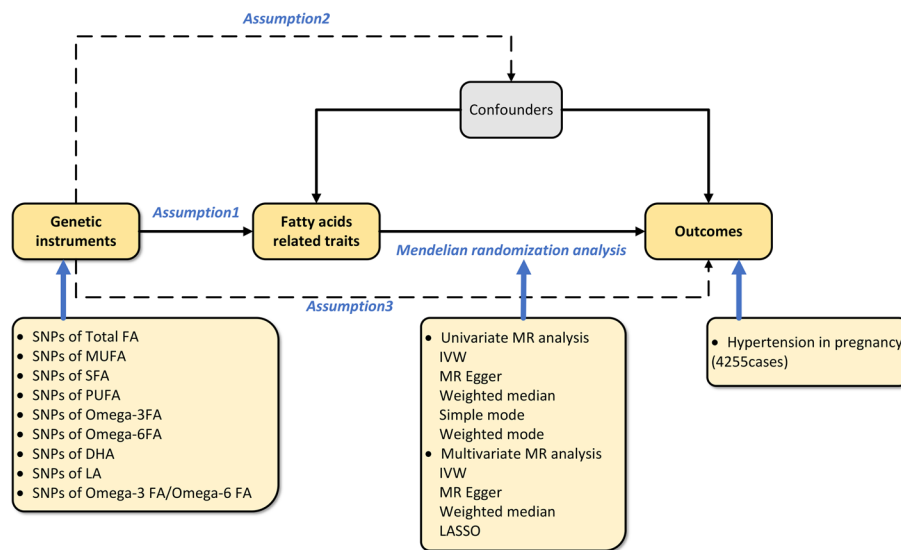 Assumption2
Confounders
Assumption1
Genetic
instruments
Fatty acids
related traits
Mendelian randomization analysis
Outcomes
Assumption3
• SNPs of Total FA
• SNPs of MUFA
• SNPs of SFA
• SNPs of PUFA
• SNPs of Omega-3FA
• SNPs of Omega-6FA
• SNPs of DHA
• SNPs of LA
• SNPs of Omega-3 FA/Omega-6 FA
• Univariate MR analysis
IVW
MR Egger
Weighted median
Simple mode
Weighted mode
• Multivariate MR analysis
IVW
MR Egger
Weighted median
LASSO
• Hypertension in pregnancy
(4255cases)